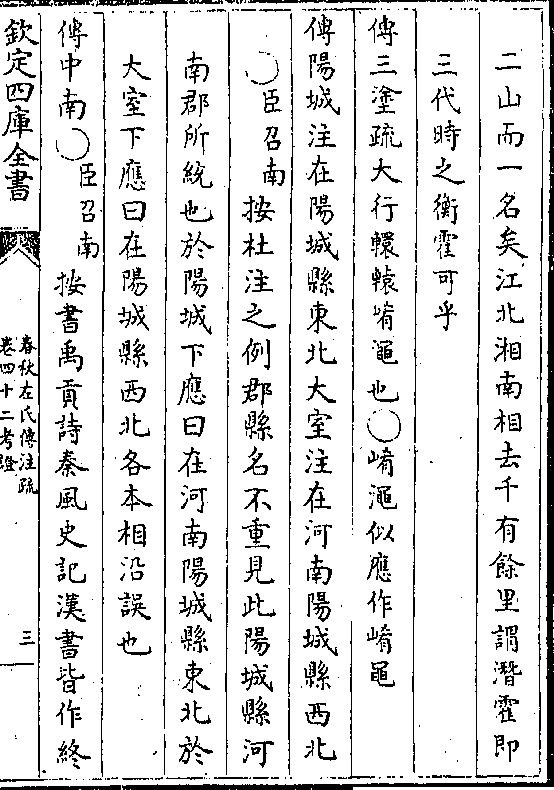 二山而一名矣江北湘南相去千有餘里謂潛霍即
三代時之衡霍可乎
傳三塗疏大行轘轅崤澠也〇崤澠似應作崤黽
傳陽城注在陽城縣東北大室注在河南陽城縣西北
〇臣召南按杜注之例郡縣名不重見此陽城縣河
南郡所統也於陽城下應曰在河南陽城縣東北於
大室下應曰在陽城縣西北各本相沿誤也
傳中南〇臣召南按書禹貢詩秦風史記漢書皆作終
欽定四庫全書
春秋左氏傳注疏
卷四十二考證
三